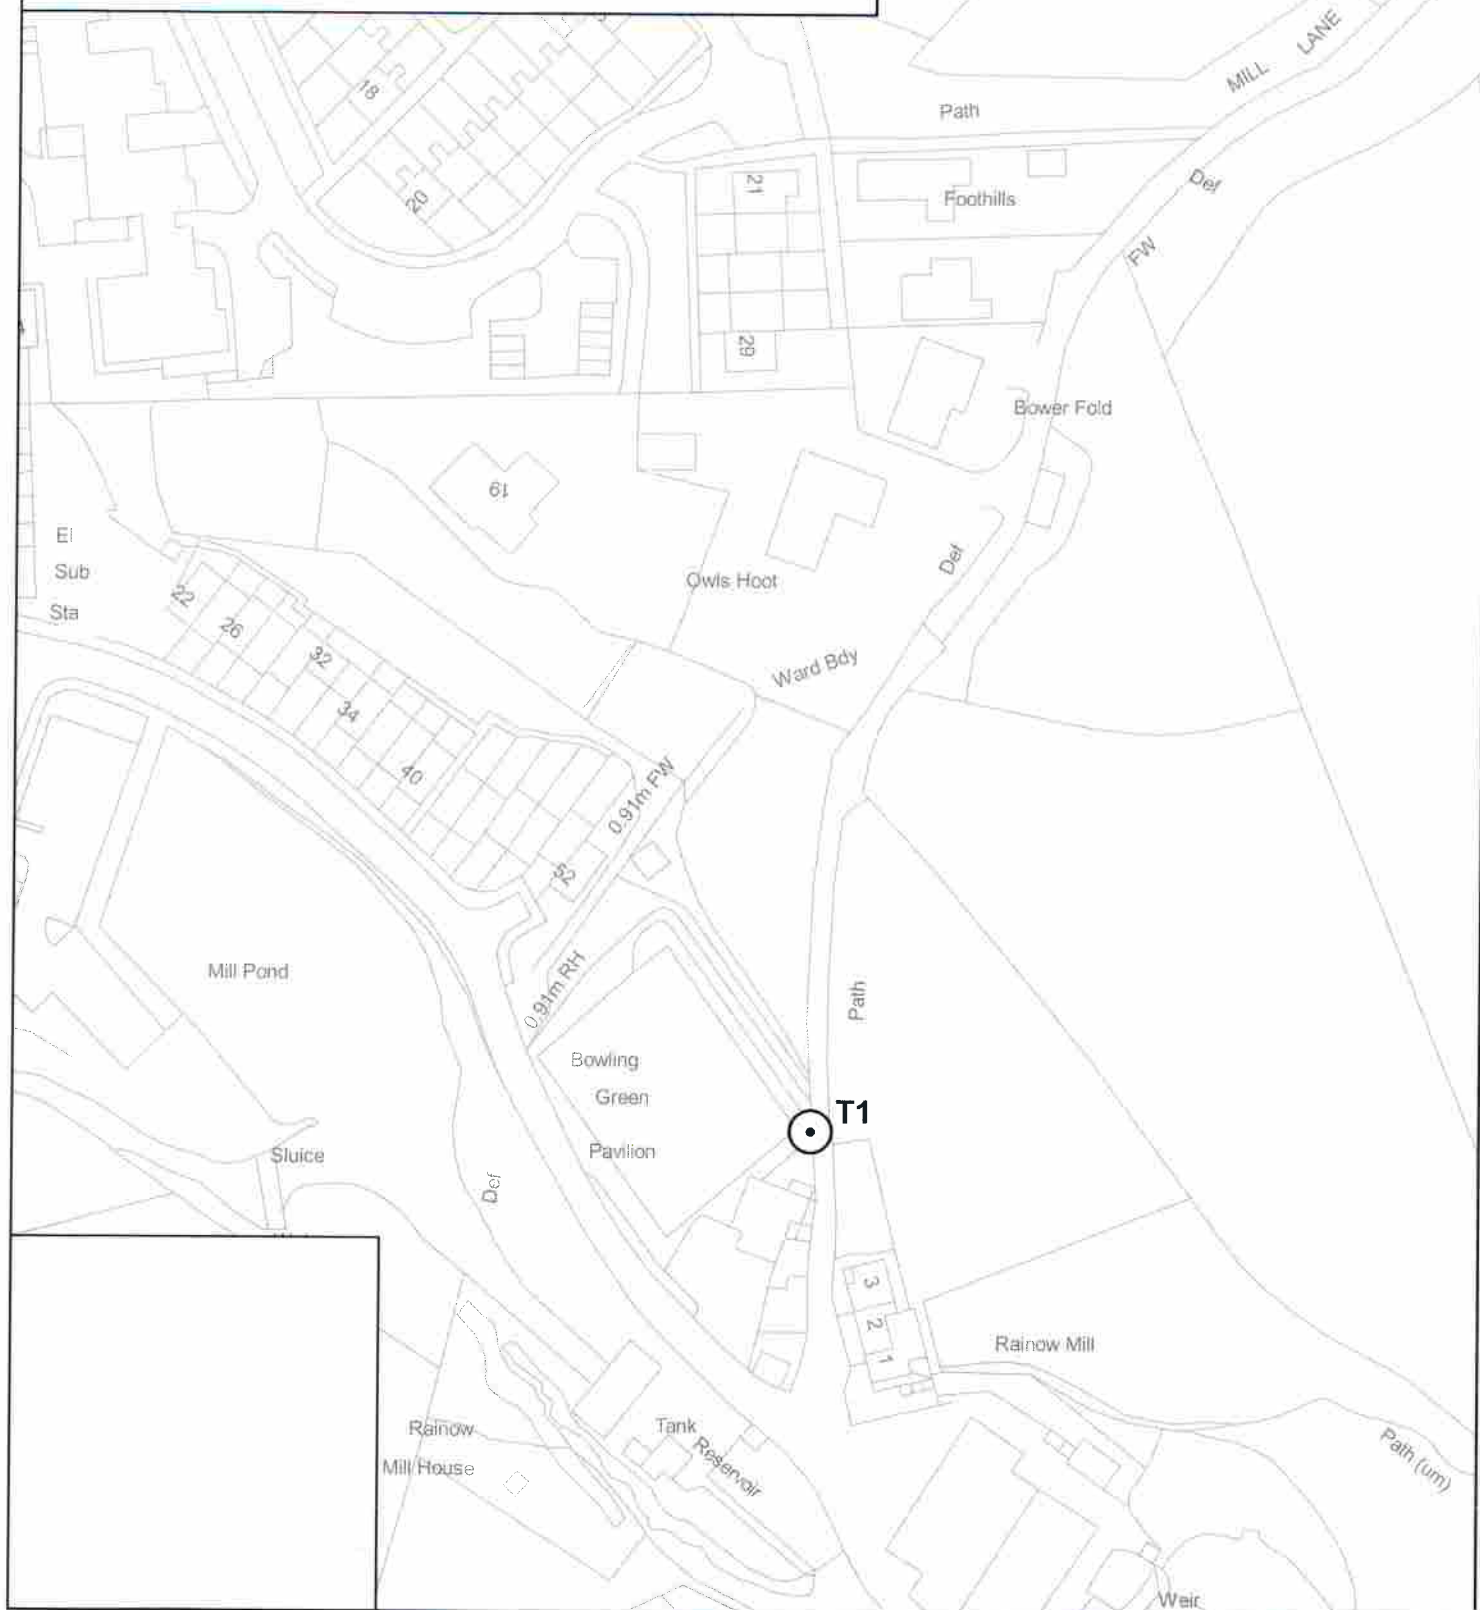 MILL LANE
18
Path
20
21
Foothills
Def
FW
29
Bower Fold
19
El
Sub
Sta
Owls Hoot
Def
22
26
32
34
40
52
Ward Bdy
0.91m FW
Mill Pond
0.91m RH
Path
Bowling
Green
Pavilion
T1
Sluice
Def
3
2
1
Rainow Mill
Rainow
Mill House
Tank
Reservoir
Path (um)
Weir